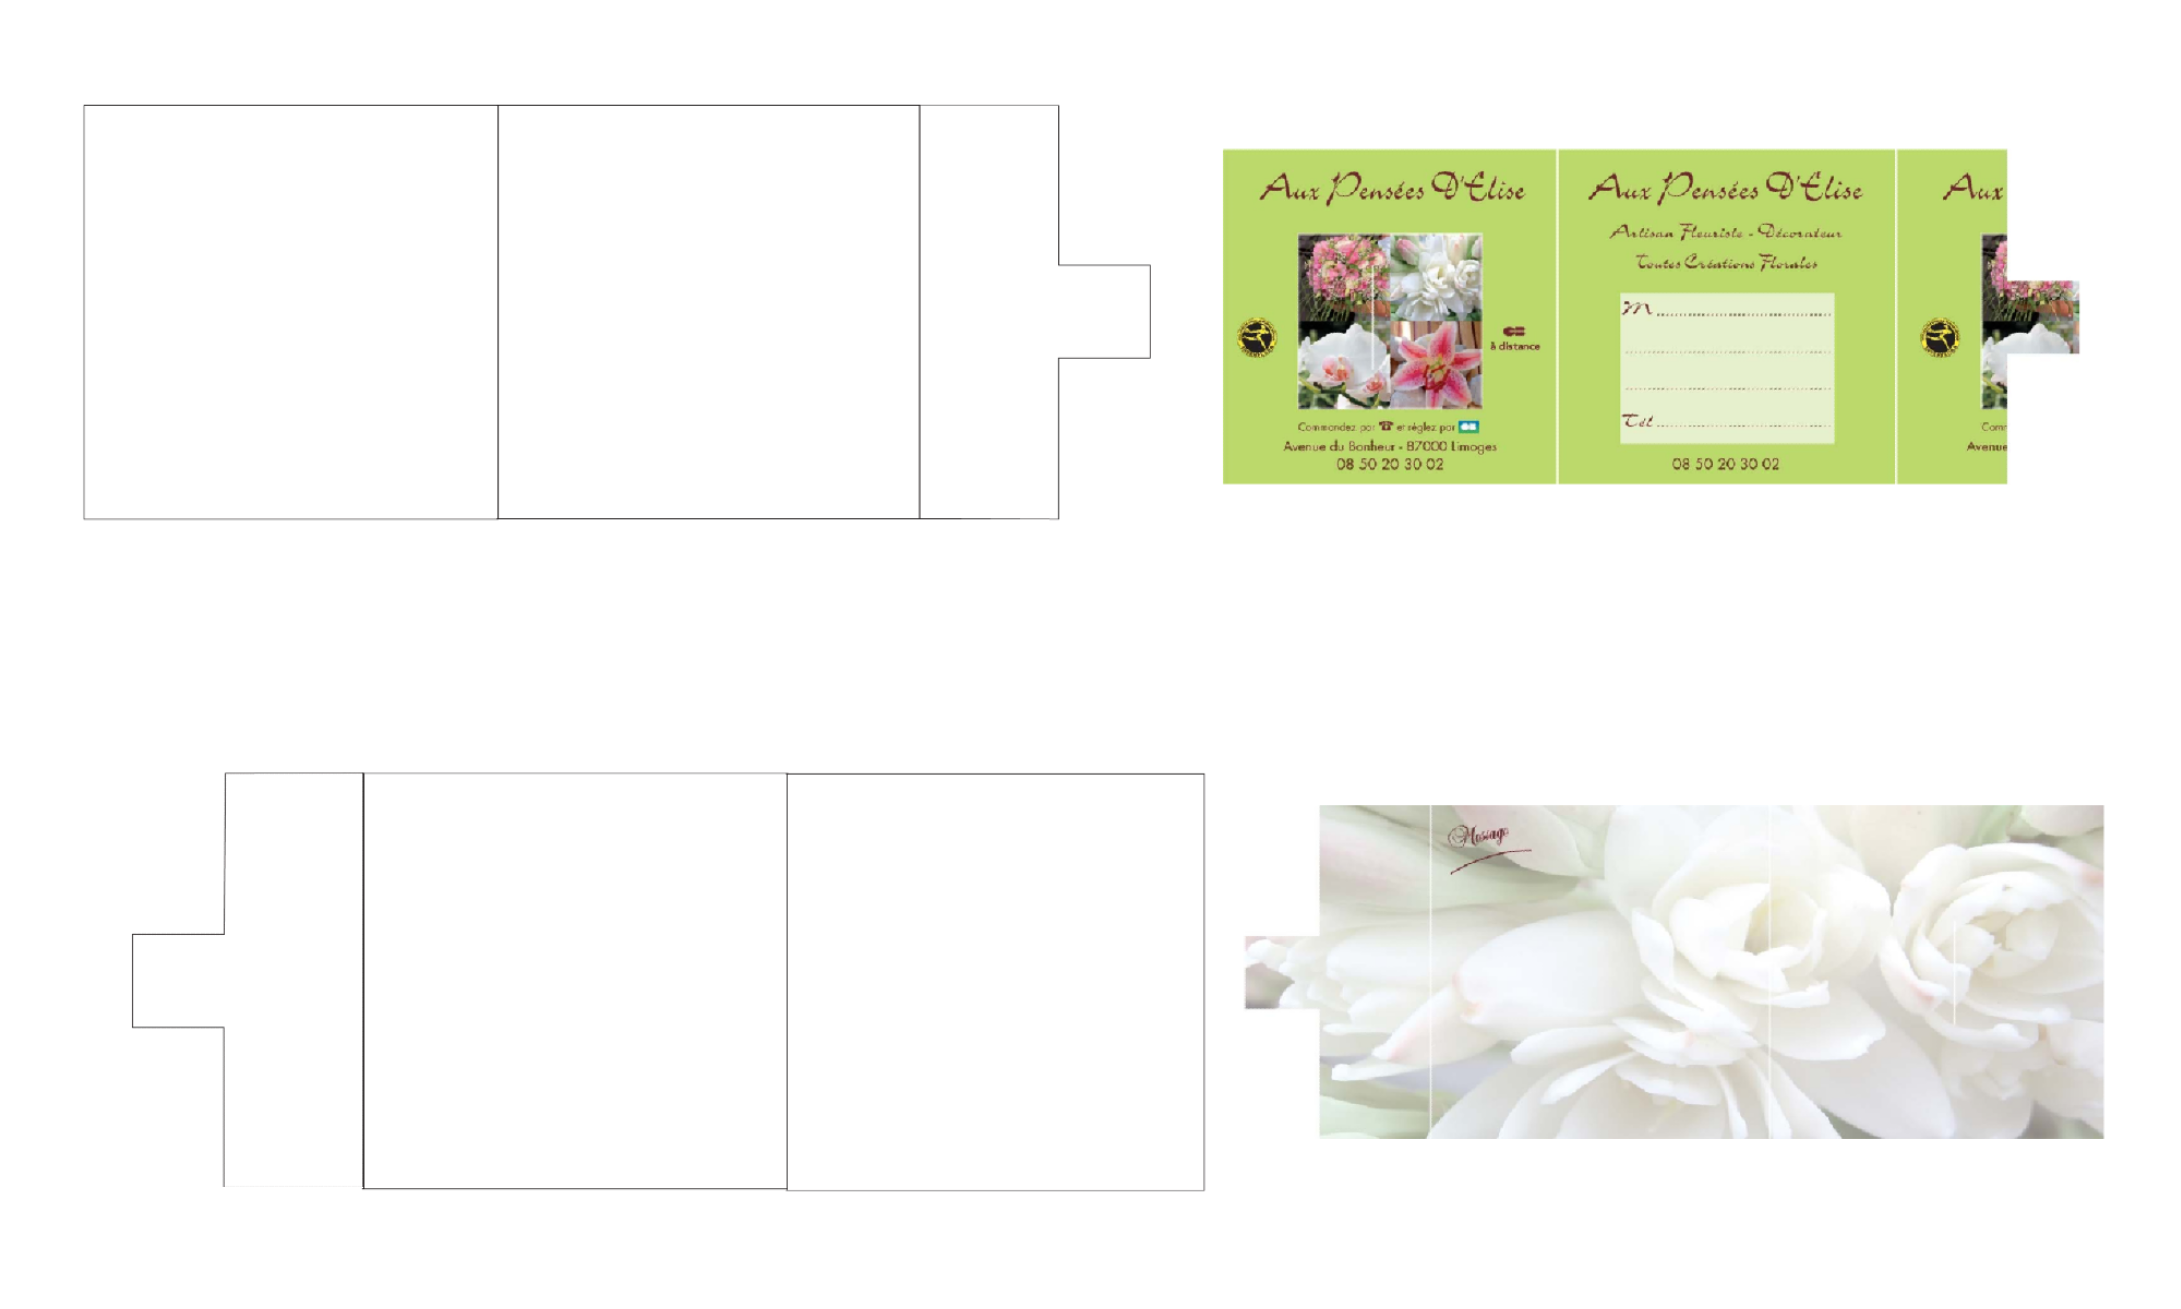 Aux Pensées D'Elise
à distance
Commandez par ☎ et réglez par
Avenue du Bonheur - 87000 Limoges
08 50 20 30 02
Aux Pensées D'Elise
Artisan Fleuriste - Décorateur
Toutes Créations Florales
M
Tél
08 50 20 30 02
Aux
Comm
Avenue
Message